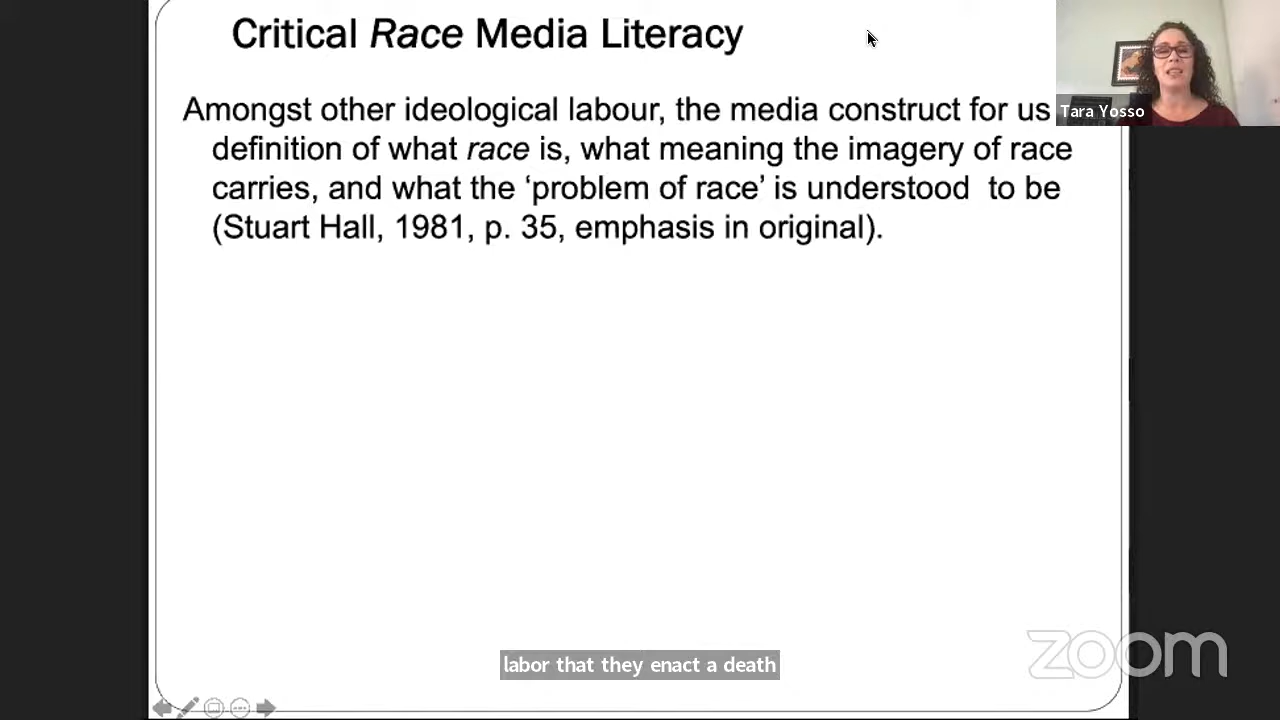 Critical Race Media Literacy
Amongst other ideological labour, the media construct for us
definition of what race is, what meaning the imagery of race
carries, and what the ‘problem of race’ is understood to be
(Stuart Hall, 1981, p. 35, emphasis in original).
Tara Yosso
labor that they enact a death
zoom